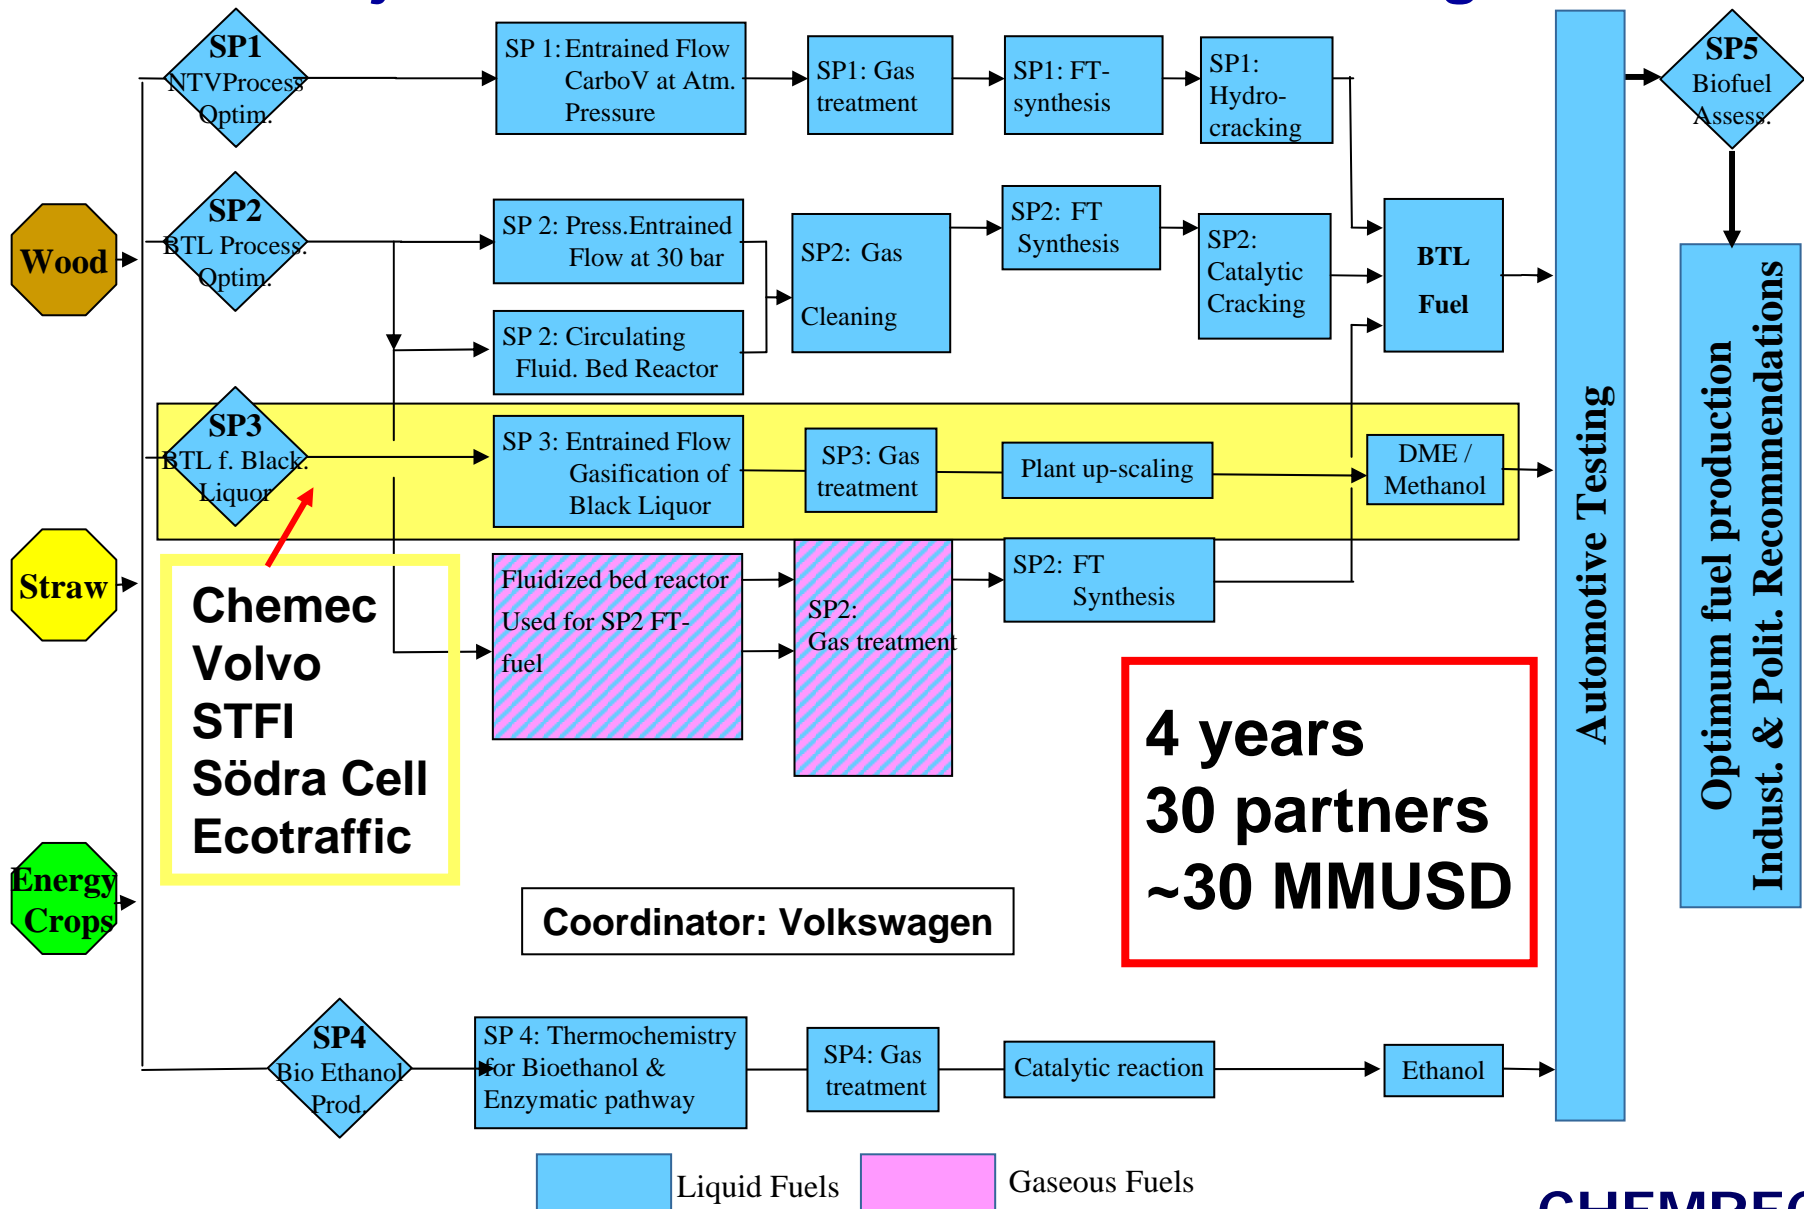 SP1
NTVProcess
Optim.
SP 1: Entrained Flow
CarboV at Atm.
Pressure
SP1: Gas
treatment
SP1: FT-
synthesis
SP1:
Hydro-
cracking
SP5
Biofuel
Assess.
Wood
SP2
BTL Process.
Optim.
SP 2: Press.Entrained
Flow at 30 bar
SP 2: Circulating
Fluid. Bed Reactor
SP2: Gas
Cleaning
SP2: FT
Synthesis
SP2:
Catalytic
Cracking
BTL
Fuel
SP3
BTL f. Black.
Liquor
SP 3: Entrained Flow
Gasification of
Black Liquor
SP3: Gas
treatment
Plant up-scaling
DME /
Methanol
Straw
Chemec
Volvo
STFI
Södra Cell
Ecotraffic
Fluidized bed reactor
Used for SP2 FT-
fuel
SP2:
Gas treatment
SP2: FT
Synthesis
4 years
30 partners
~30 MMUSD
Automotive Testing
Optimum fuel production
Indust. & Polit. Recommendations
Energy
Crops
Coordinator: Volkswagen
SP4
Bio Ethanol
Prod.
SP 4: Thermochemistry
for Bioethanol &
Enzymatic pathway
SP4: Gas
treatment
Catalytic reaction
Ethanol
Liquid Fuels
Gaseous Fuels